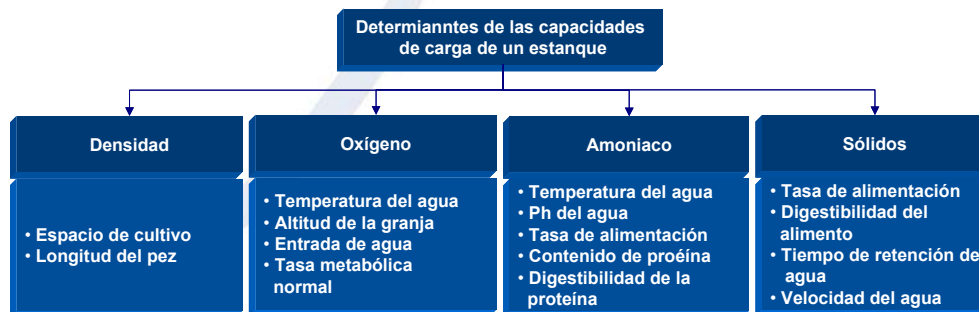 Determianntes de las capacidades
de carga de un estanque
Densidad
• Espacio de cultivo
• Longitud del pez
Oxígeno
• Temperatura del agua
• Altitud de la granja
• Entrada de agua
• Tasa metabólica
normal
Amoniaco
• Temperatura del agua
• Ph del agua
• Tasa de alimentación
• Contenido de proéína
• Digestibilidad de la
proteína
Sólidos
• Tasa de alimentación
• Digestibilidad del
alimento
• Tiempo de retención de
agua
• Velocidad del agua